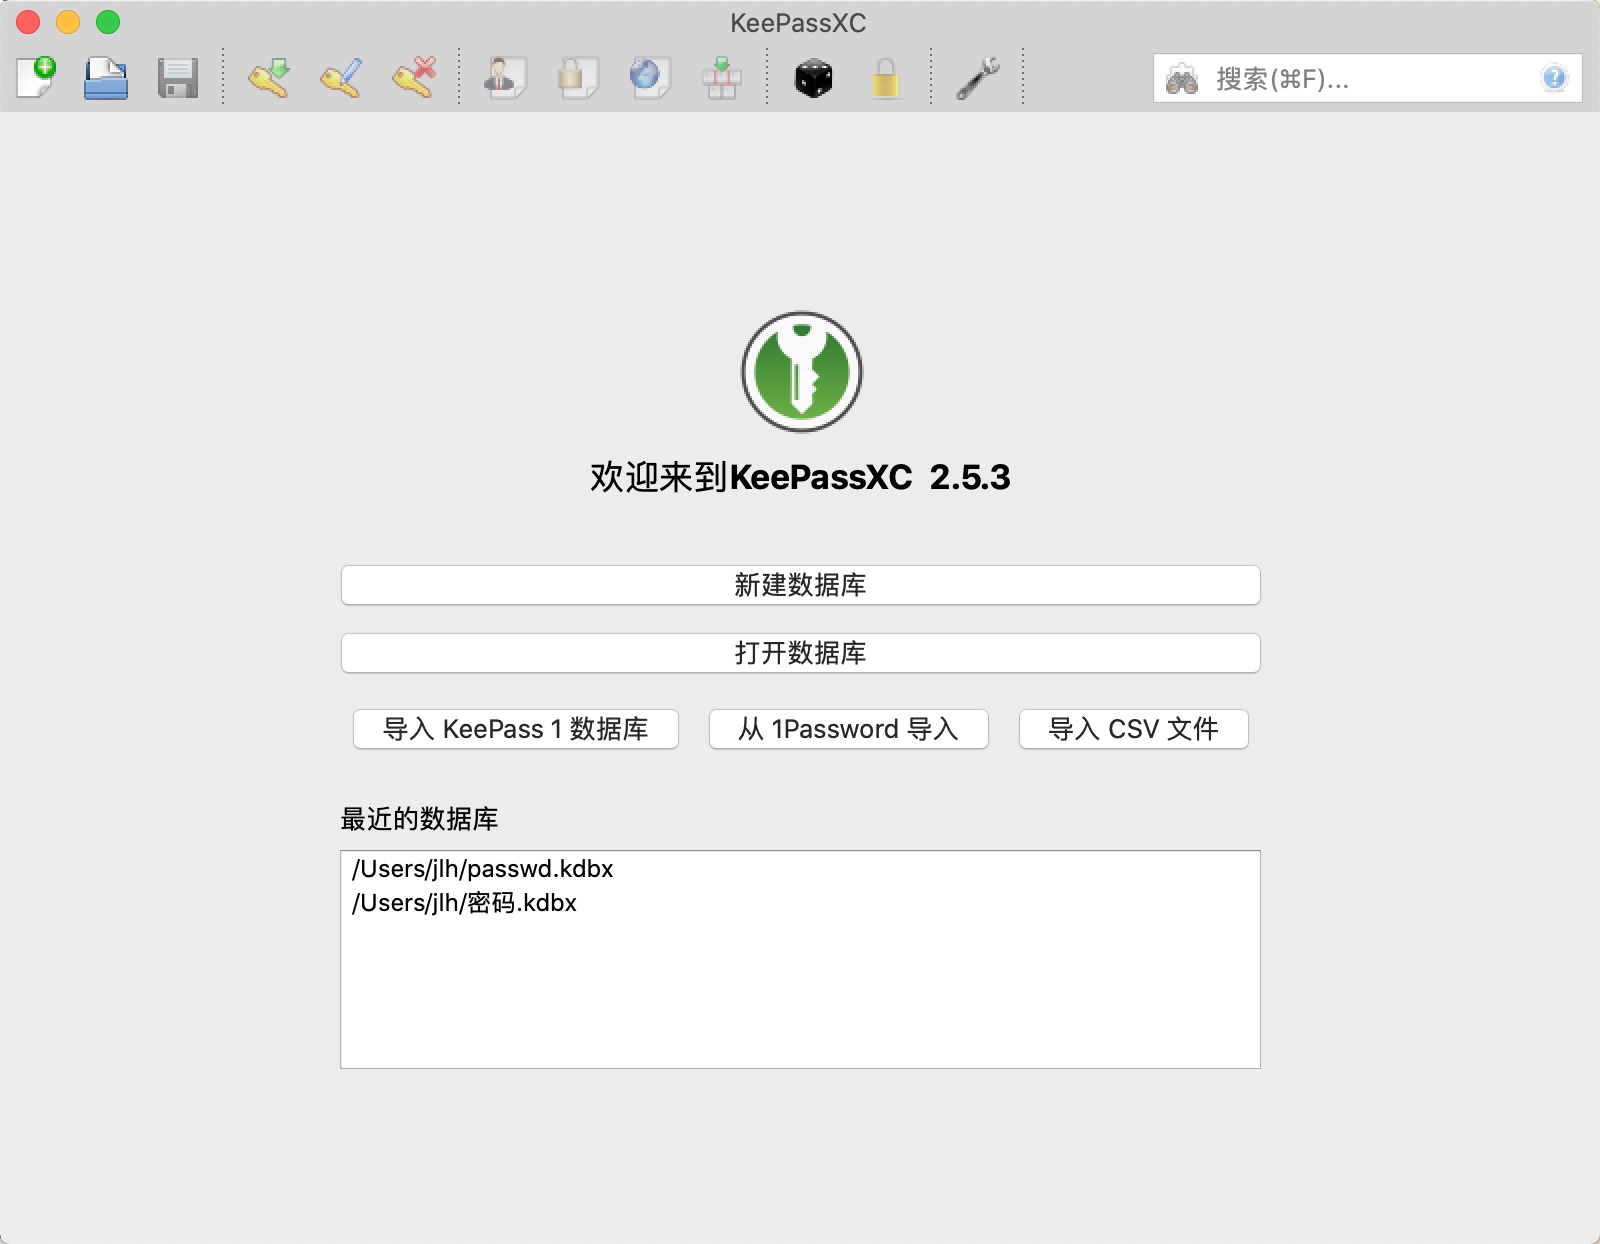 KeePassXC
搜索(⌘F)...
欢迎来到KeePassXC 2.5.3
新建数据库
打开数据库
导入 KeePass 1 数据库
从 1Password 导入
导入 CSV 文件
最近的数据库
/Users/jlh/passwd.kdbx
/Users/jlh/密码.kdbx